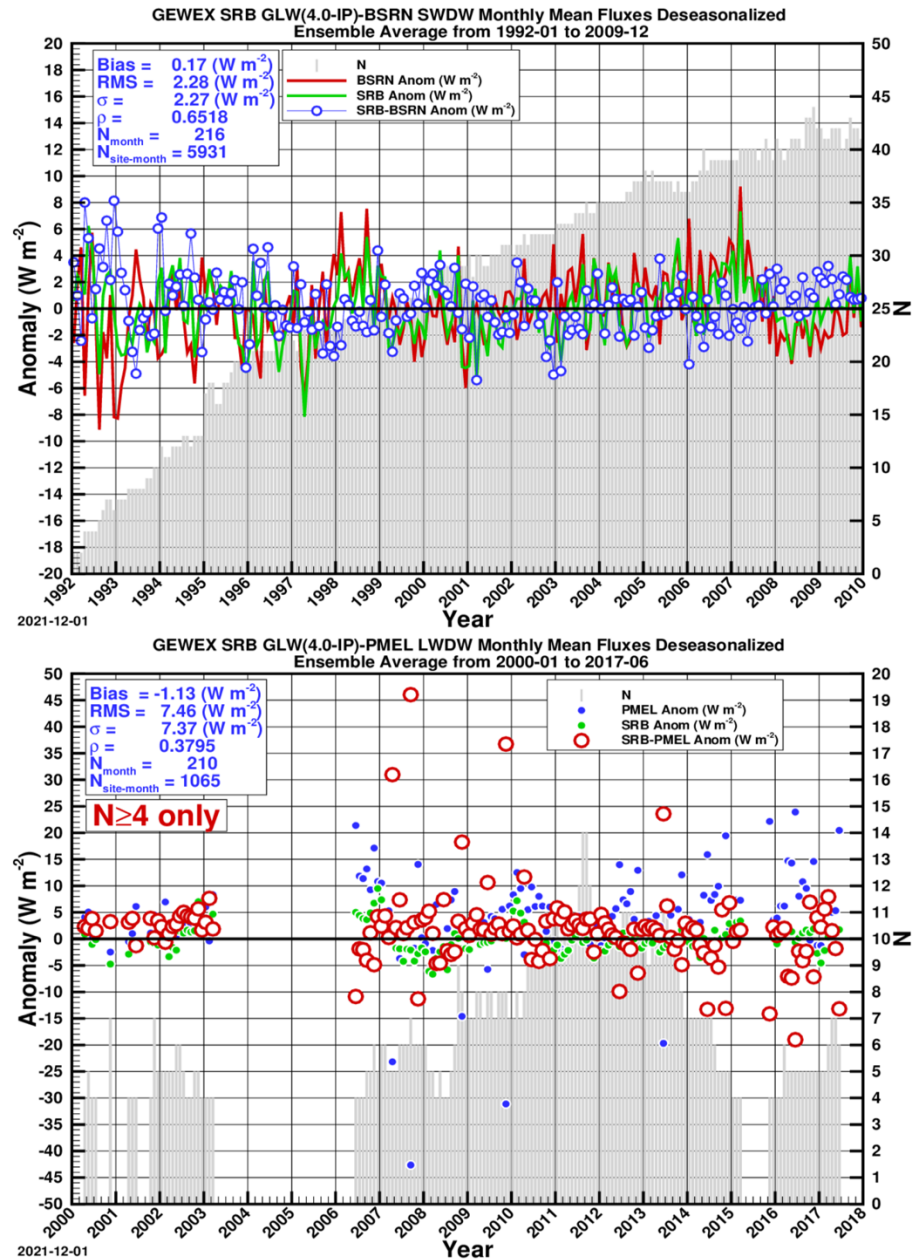 GEWEX SRB GLW(4.0-IP)-BSRN SWDW Monthly Mean Fluxes Deseasonalized
Ensemble Average from 1992-01 to 2009-12
Bias = 0.17 (W m-2)
RMS = 2.28 (W m-2)
σ = 2.27 (W m-2)
ρ = 0.6518
Nmonth = 216
Nsite-month = 5931
N
BSRN Anom (W m-2)
SRB Anom (W m-2)
SRB-BSRN Anom (W m-2)
20
18
16
14
12
10
8
6
4
2
0
-2
-4
-6
-8
-10
-12
-14
-16
-18
-20
Anomaly (W m-2)
50
45
40
35
30
25
20
15
10
5
0
N
1992 1993 1994 1995 1996 1997 1998 1999 2000 2001 2002 2003 2004 2005 2006 2007 2008 2009 2010
Year
2021-12-01
GEWEX SRB GLW(4.0-IP)-PMEL LWDW Monthly Mean Fluxes Deseasonalized
Ensemble Average from 2000-01 to 2017-06
Bias = -1.13 (W m-2)
RMS = 7.46 (W m-2)
σ = 7.37 (W m-2)
ρ = 0.3795
Nmonth = 210
Nsite-month = 1065
N≥4 only
N
PMEL Anom (W m-2)
SRB Anom (W m-2)
SRB-PMEL Anom (W m-2)
50
45
40
35
30
25
20
15
10
5
0
-5
-10
-15
-20
-25
-30
-35
-40
-45
-50
Anomaly (W m-2)
20
19
18
17
16
15
14
13
12
11
10
9
8
7
6
5
4
3
2
1
0
N
2000 2001 2002 2003 2004 2005 2006 2007 2008 2009 2010 2011 2012 2013 2014 2015 2016 2017 2018
Year
2021-12-01